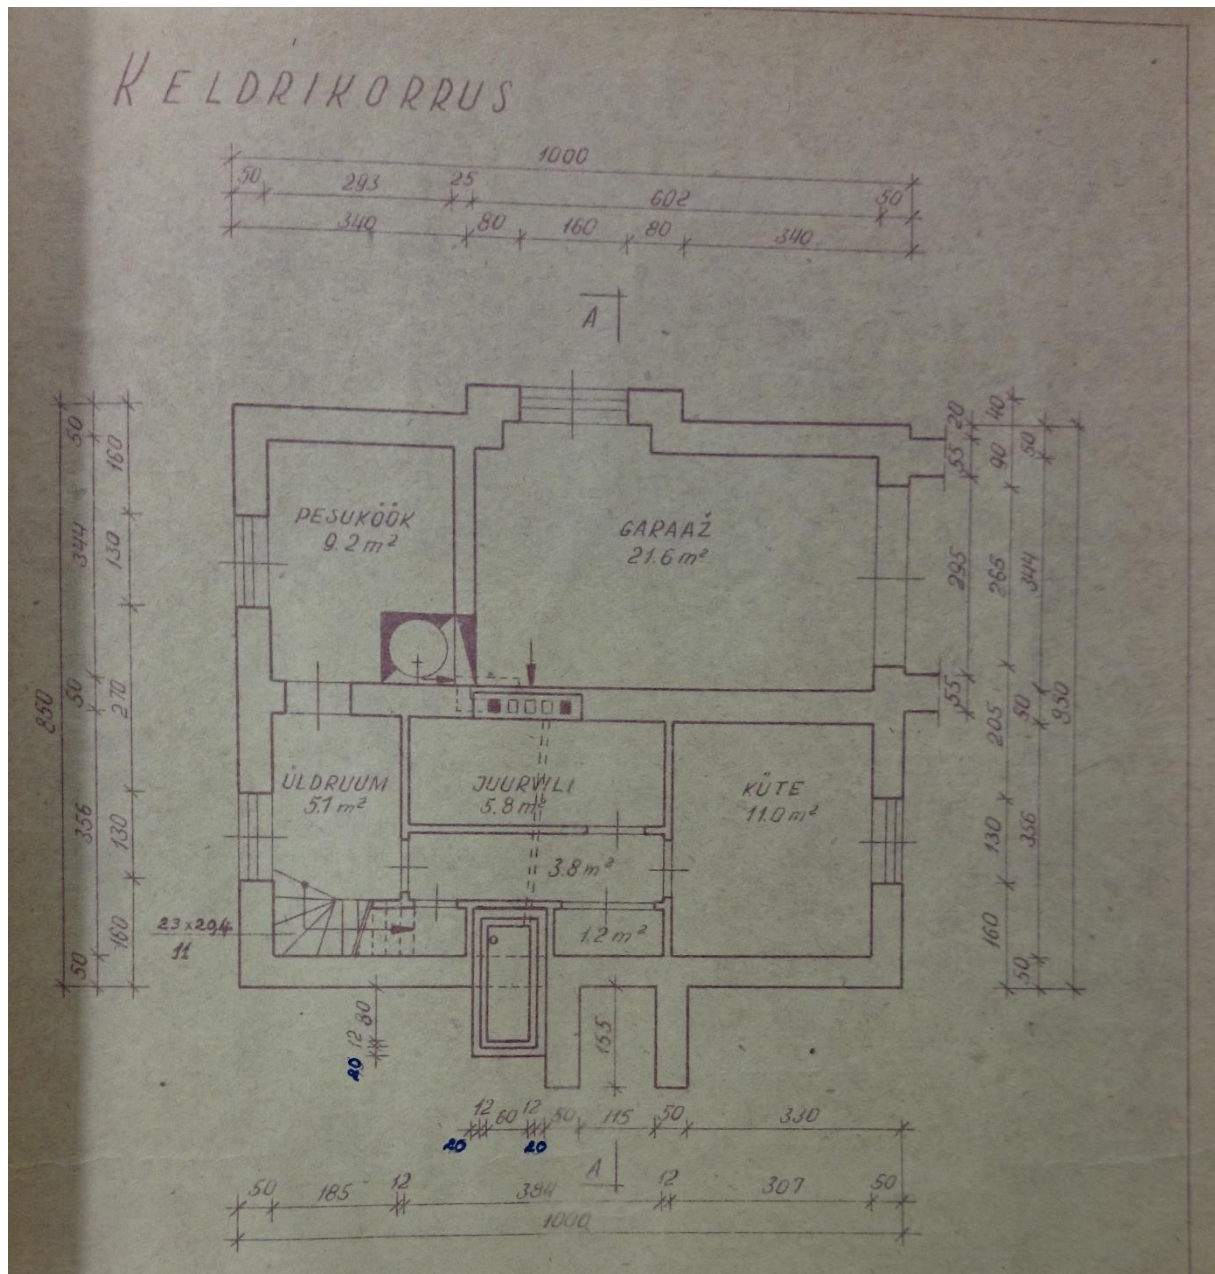 KELDRIKORRUS
1000
50 293 25 602 50
340 80 160 80 340
A
50 344 50 356 50
160 130 270 130 160
850
PESUKÖÖK
9.2 m²
GARAAŽ
21.6 m²
20 55 295 55
40 90 265 205 130 160
50 344 50 356 50
950
ÜLDRUUM
5.1 m²
JUURVILI
5.8 m²
KÜTE
11.0 m²
3.8 m²
1.2 m²
23 x 29,4
11
80
12
20
155
12 60 12 50 115 50 330
20 20
A
50 185 12 384 12 307 50
1000